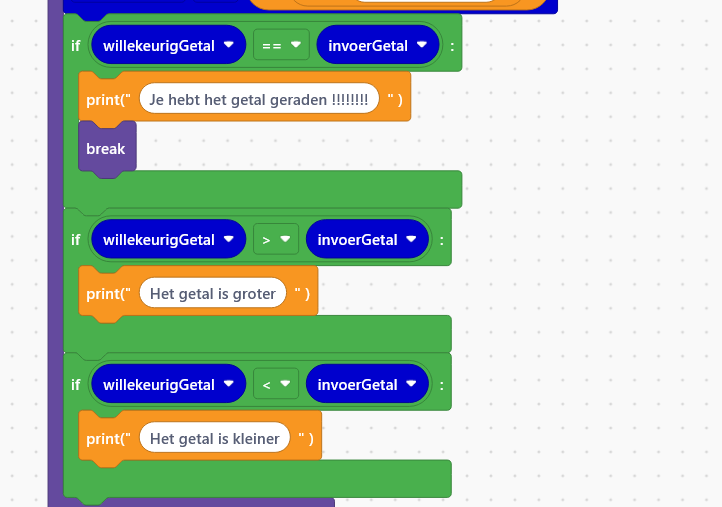 if willekeurigGetal == invoerGetal :
print(" Je hebt het getal geraden !!!!!!!! ")
break
if willekeurigGetal > invoerGetal :
print(" Het getal is groter ")
if willekeurigGetal < invoerGetal :
print(" Het getal is kleiner ")